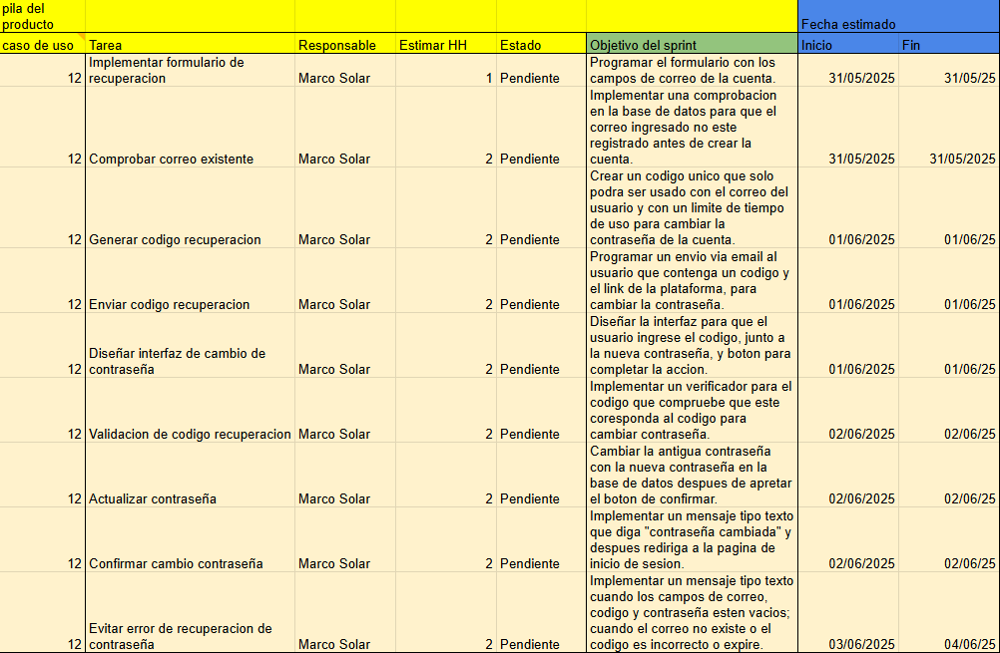 pila del
producto
Fecha estimado
caso de uso Tarea Responsable Estimar HH Estado Objetivo del sprint Inicio Fin
Implementar formulario de
recuperacion
12 Marco Solar 1 Pendiente
Programar el formulario con los
campos de correo de la cuenta.
31/05/2025 31/05/25
12 Comprobar correo existente Marco Solar 2 Pendiente
Implementar una comprobacion
en la base de datos para que el
correo ingresado no este
registrado antes de crear la
cuenta.
31/05/2025 31/05/2025
12 Generar codigo recuperacion Marco Solar 2 Pendiente
Crear un codigo unico que solo
podra ser usado con el correo del
usuario y con un limite de tiempo
de uso para cambiar la
contraseña de la cuenta.
01/06/2025 01/06/25
12 Enviar codigo recuperacion Marco Solar 2 Pendiente
Programar un envio via email al
usuario que contenga un codigo y
el link de la plataforma, para
cambiar la contraseña.
01/06/2025 01/06/25
Diseñar interfaz de cambio de
contraseña
12 Marco Solar 2 Pendiente
Diseñar la interfaz para que el
usuario ingrese el codigo, junto a
la nueva contraseña, y boton para
completar la accion.
01/06/2025 01/06/25
12 Validacion de codigo recuperacion Marco Solar 2 Pendiente
Implementar un verificador para el
codigo que compruebe que este
coresponda al codigo para
cambiar contraseña.
02/06/2025 02/06/25
12 Actualizar contraseña Marco Solar 2 Pendiente
Cambiar la antigua contraseña
con la nueva contraseña en la
base de datos despues de apretar
el boton de confirmar.
02/06/2025 02/06/25
12 Confirmar cambio contraseña Marco Solar 2 Pendiente
Implementar un mensaje tipo texto
que diga "contraseña cambiada" y
despues rediriga a la pagina de
inicio de sesion.
02/06/2025 02/06/25
Evitar error de recuperacion de
contraseña
12 Marco Solar 2 Pendiente
Implementar un mensaje tipo texto
cuando los campos de correo,
codigo y contraseña esten vacios;
cuando el correo no existe o el
codigo es incorrecto o expire.
03/06/2025 04/06/25